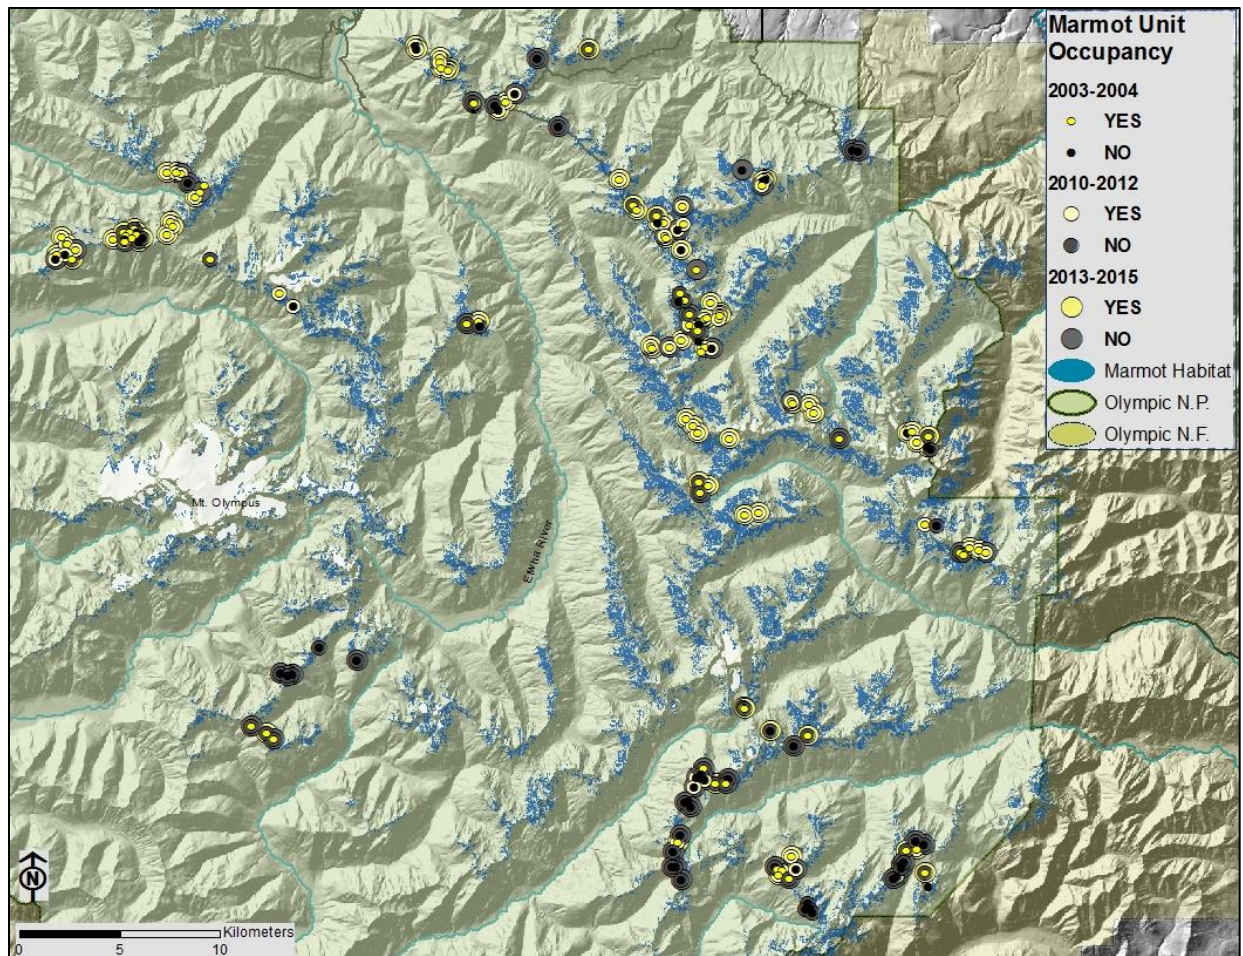 Marmot Unit
Occupancy
2003-2004
YES
NO
2010-2012
YES
NO
2013-2015
YES
NO
Marmot Habitat
Olympic N.P.
Olympic N.F.
Mt. Olympus
Elwha River
N
Kilometers
0 5 10